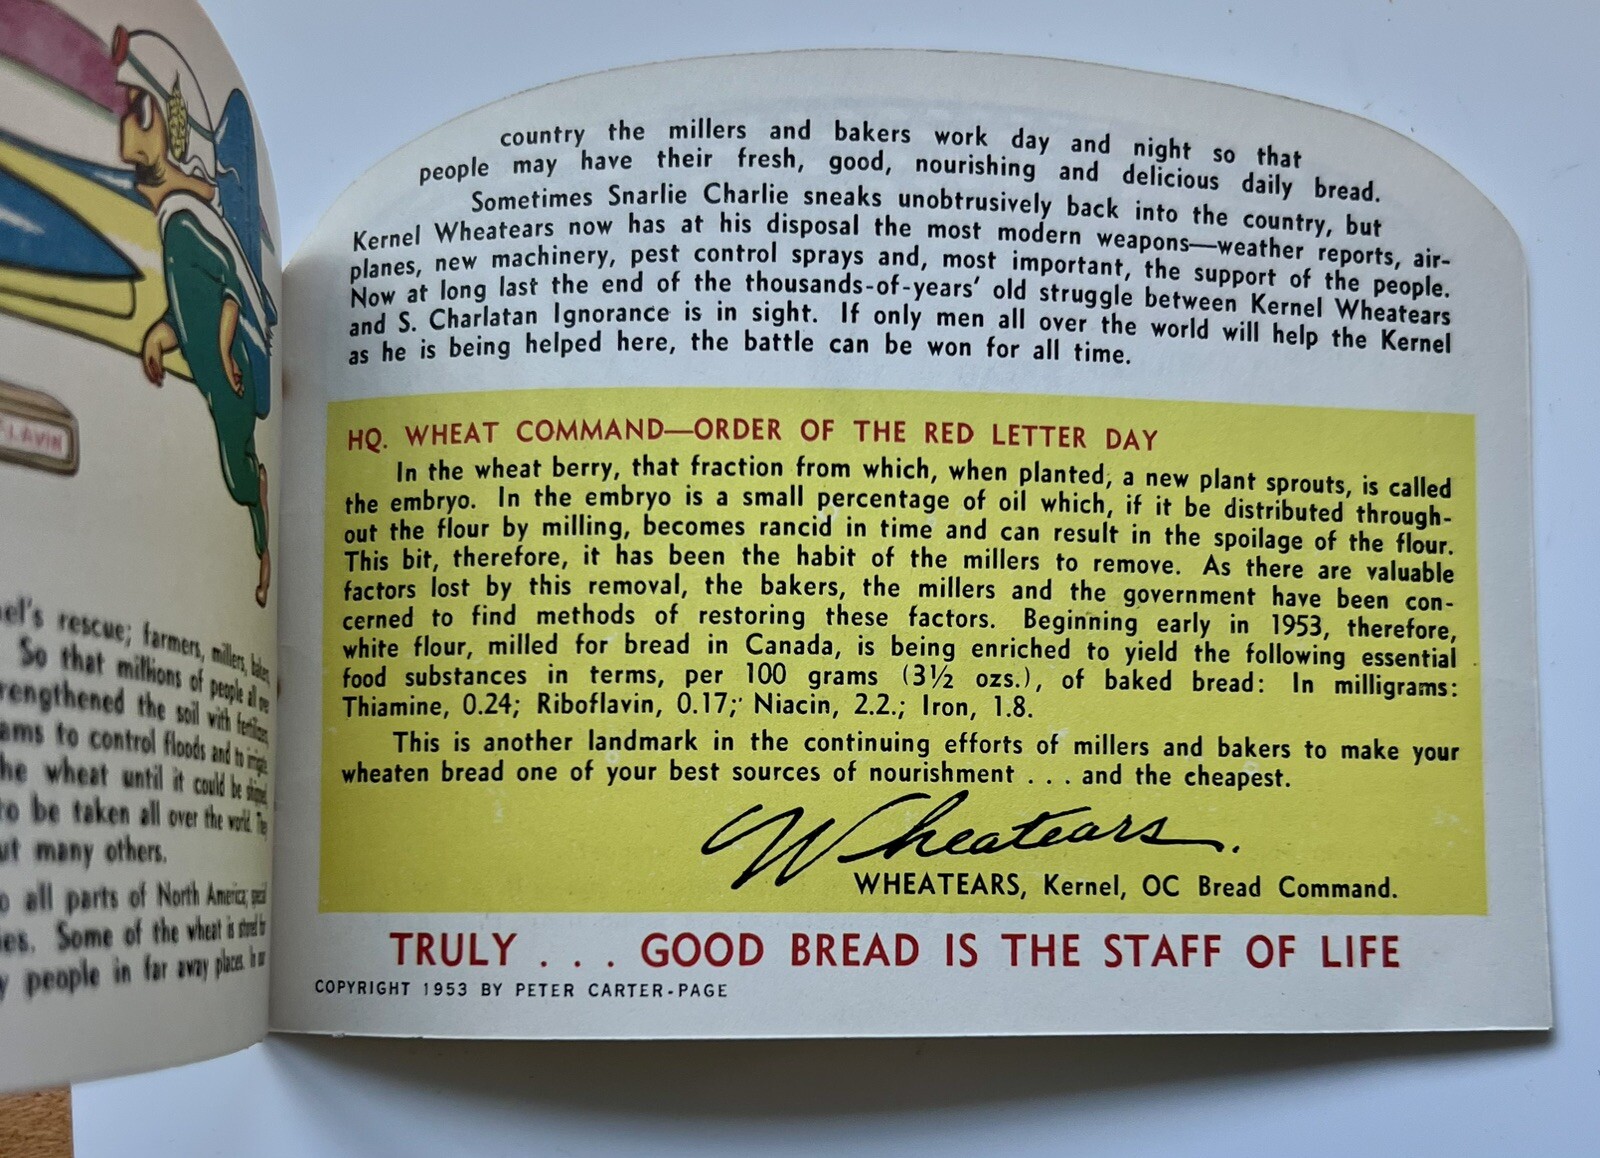 -LAVIN
el's rescue; farmers, millers, bakers,
So that millions of people all over
rengthened the soil with fertilizers,
ams to control floods and to irrigate
he wheat until it could be shipped,
to be taken all over the world. They
ut many others.
o all parts of North America; special
ies. Some of the wheat is stored for
y people in far away places. In our
country the millers and bakers work day and night so that
people may have their fresh, good, nourishing and delicious daily bread.
Sometimes Snarlie Charlie sneaks unobtrusively back into the country, but
Kernel Wheatears now has at his disposal the most modern weapons—weather reports, air-
planes, new machinery, pest control sprays and, most important, the support of the people.
Now at long last the end of the thousands-of-years' old struggle between Kernel Wheatears
and S. Charlatan Ignorance is in sight. If only men all over the world will help the Kernel
as he is being helped here, the battle can be won for all time.
HQ. WHEAT COMMAND—ORDER OF THE RED LETTER DAY
In the wheat berry, that fraction from which, when planted, a new plant sprouts, is called
the embryo. In the embryo is a small percentage of oil which, if it be distributed through-
out the flour by milling, becomes rancid in time and can result in the spoilage of the flour.
This bit, therefore, it has been the habit of the millers to remove. As there are valuable
factors lost by this removal, the bakers, the millers and the government have been con-
cerned to find methods of restoring these factors. Beginning early in 1953, therefore,
white flour, milled for bread in Canada, is being enriched to yield the following essential
food substances in terms, per 100 grams (3½ ozs.), of baked bread: In milligrams:
Thiamine, 0.24; Riboflavin, 0.17; Niacin, 2.2.; Iron, 1.8.
This is another landmark in the continuing efforts of millers and bakers to make your
wheaten bread one of your best sources of nourishment . . . and the cheapest.
Wheatears.
WHEATEARS, Kernel, OC Bread Command.
TRULY . . . GOOD BREAD IS THE STAFF OF LIFE
COPYRIGHT 1953 BY PETER CARTER-PAGE